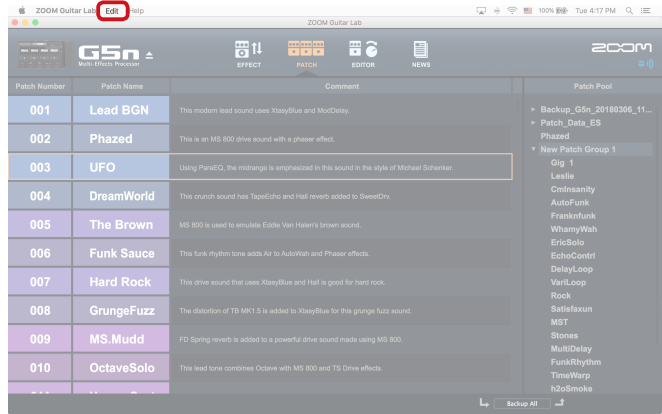 ZOOM Guitar Lab Edit Help 100% Tue 4:17 PM
ZOOM Guitar Lab
G5n
Multi-Effects Processor
EFFECT PATCH EDITOR NEWS
ZOOM
Patch Number Patch Name Comment Patch Pool
001 Lead BGN This modern lead sound uses XtasyBlue and ModDelay.
002 Phazed This is an MS 800 drive sound with a phaser effect.
003 UFO Using ParaEQ, the midrange is emphasized in this sound in the style of Michael Schenker.
004 DreamWorld This crunch sound has TapeEcho and Hall reverb added to SweetDrv.
005 The Brown MS 800 is used to emulate Eddie Van Halen's brown sound.
006 Funk Sauce This funk rhythm tone adds Air to AutoWah and Phaser effects.
007 Hard Rock This drive sound that uses XtasyBlue and Hall is good for hard rock.
008 GrungeFuzz The distortion of TB MK1.5 is added to XtasyBlue for this grunge fuzz sound.
009 MS.Mudd FD Spring reverb is added to a powerful drive sound made using MS 800.
010 OctaveSolo This lead tone combines Octave with MS 800 and TS Drive effects.
Backup_G5n_20180306_11...
Patch_Data_ES
Phazed
New Patch Group 1
Gig 1
Leslie
CmInsanity
AutoFunk
Franknfunk
WhamyWah
EricSolo
EchoContrl
DelayLoop
VariLoop
Rock
Satisfaxun
MST
Stones
MultiDelay
FunkRhythm
TimeWarp
h2oSmoke
Backup All